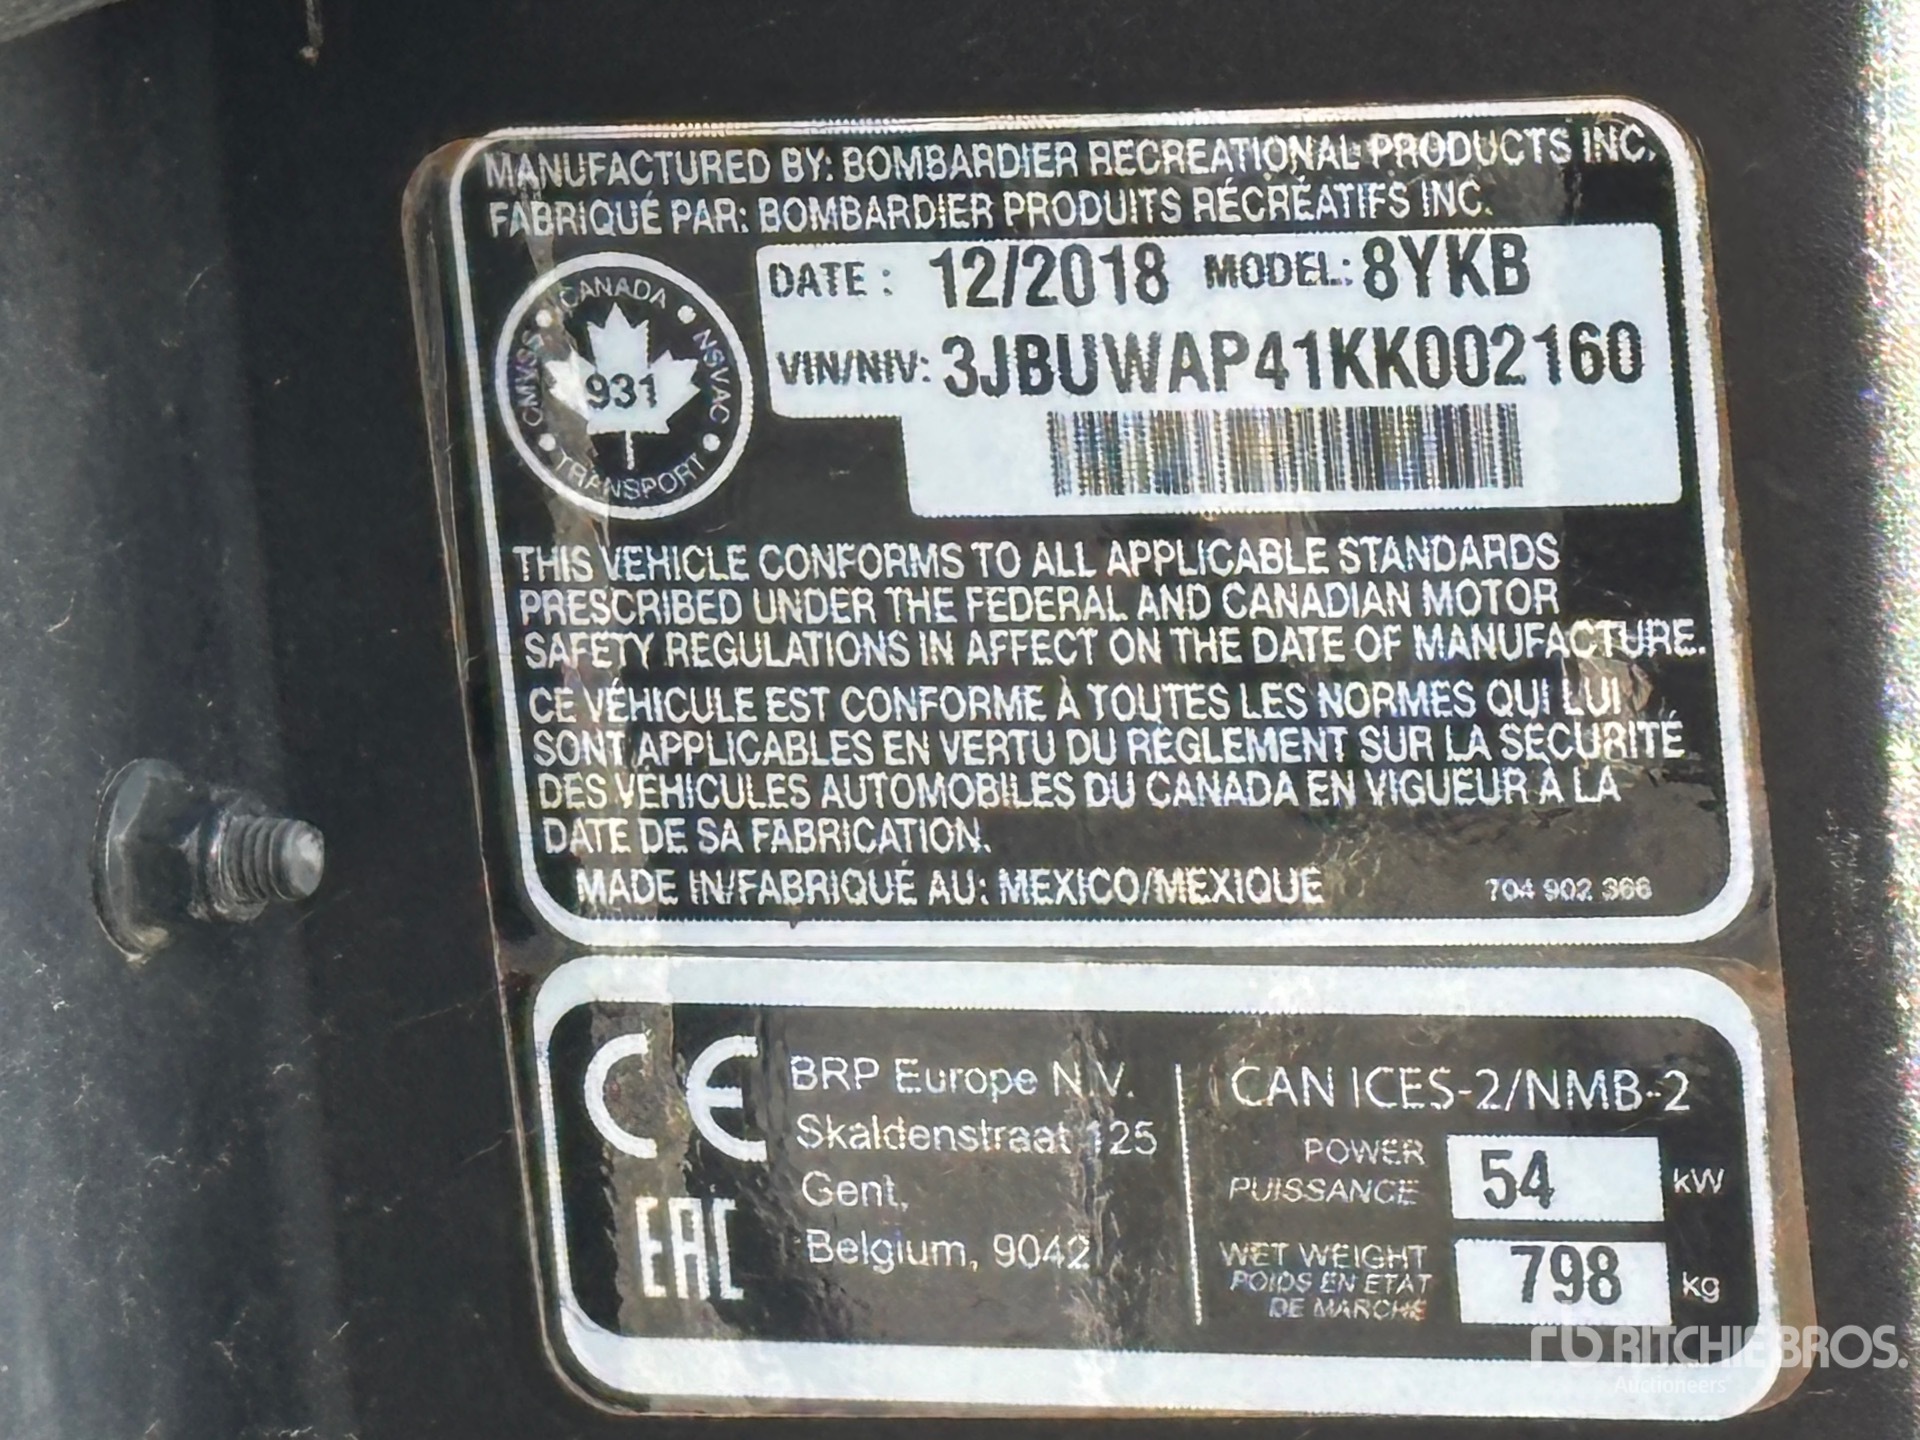 MANUFACTURED BY: BOMBARDIER RECREATIONAL PRODUCTS INC.
FABRIQUÉ PAR: BOMBARDIER PRODUITS RÉCRÉATIFS INC.
CANADA
CMVSS
NSVAC
931
TRANSPORT
DATE : 12/2018 MODEL: 8YKB
VIN/NIV: 3JBUWAP41KK002160
THIS VEHICLE CONFORMS TO ALL APPLICABLE STANDARDS
PRESCRIBED UNDER THE FEDERAL AND CANADIAN MOTOR
SAFETY REGULATIONS IN AFFECT ON THE DATE OF MANUFACTURE.
CE VÉHICULE EST CONFORME À TOUTES LES NORMES QUI LUI
SONT APPLICABLES EN VERTU DU RÈGLEMENT SUR LA SÉCURITÉ
DES VÉHICULES AUTOMOBILES DU CANADA EN VIGUEUR À LA
DATE DE SA FABRICATION.
MADE IN/FABRIQUÉ AU: MEXICO/MEXIQUE
704 902 366
CE
EAC
BRP Europe N.V.
Skaldenstraat 125
Gent,
Belgium, 9042
CAN ICES-2/NMB-2
POWER
PUISSANCE
54 kW
WET WEIGHT
POIDS EN ETAT
DE MARCHE
798 kg
rb RITCHIE BROS.
Auctioneers